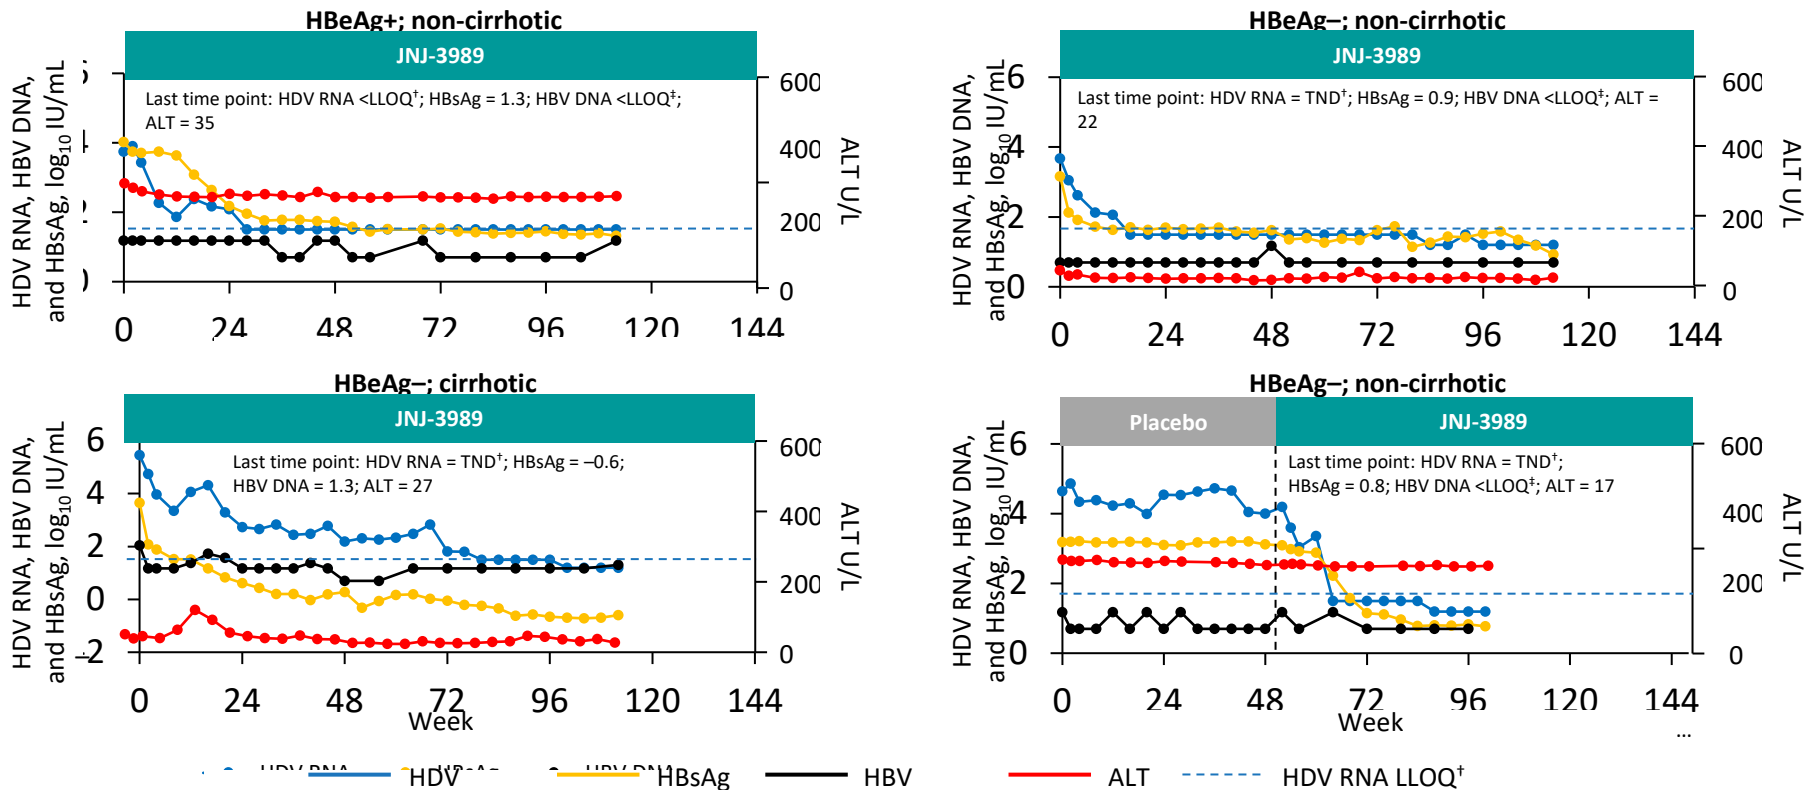 HBeAg+; non-cirrhotic
JNJ-3989
Last time point: HDV RNA <LLOQ†; HBsAg = 1.3; HBV DNA <LLOQ‡;
ALT = 35
HDV RNA, HBV DNA,
and HBsAg, log10 IU/mL
2
0
600
400
200
0
ALT U/L
0 24 48 72 96 120 144
HBeAg–; non-cirrhotic
JNJ-3989
Last time point: HDV RNA = TND†; HBsAg = 0.9; HBV DNA <LLOQ‡; ALT =
22
HDV RNA, HBV DNA,
and HBsAg, log10 IU/mL
6
4
2
0
600
400
200
0
ALT U/L
0 24 48 72 96 120 144
HBeAg–; cirrhotic
JNJ-3989
Last time point: HDV RNA = TND†; HBsAg = –0.6;
HBV DNA = 1.3; ALT = 27
HDV RNA, HBV DNA,
and HBsAg, log10 IU/mL
6
4
2
0
–2
600
400
200
0
ALT U/L
0 24 48 72 96 120 144
Week
HBeAg–; non-cirrhotic
Placebo JNJ-3989
Last time point: HDV RNA = TND†;
HBsAg = 0.8; HBV DNA <LLOQ‡; ALT = 17
HDV RNA, HBV DNA,
and HBsAg, log10 IU/mL
6
4
2
0
600
400
200
0
ALT U/L
0 24 48 72 96 120 144
Week
...
HDV HBsAg HBV ALT HDV RNA LLOQ†